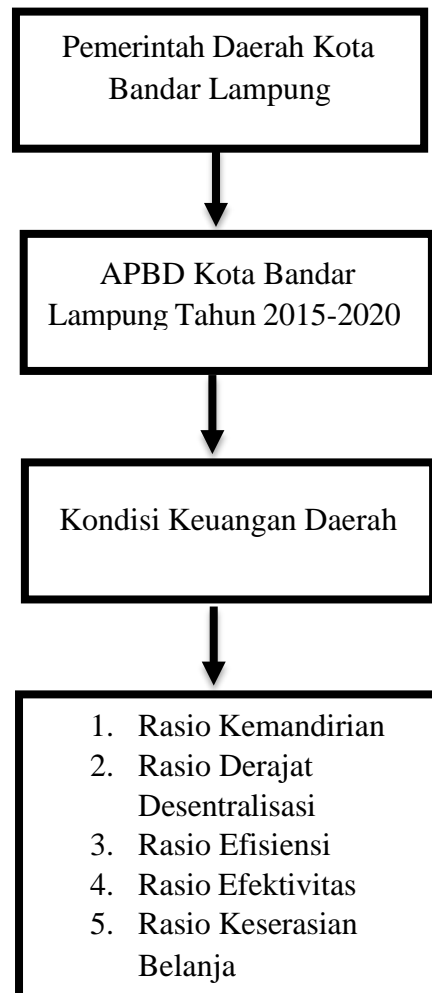 Pemerintah Daerah Kota
Bandar Lampung
APBD Kota Bandar
Lampung Tahun 2015-2020
Kondisi Keuangan Daerah
1. Rasio Kemandirian
2. Rasio Derajat
Desentralisasi
3. Rasio Efisiensi
4. Rasio Efektivitas
5. Rasio Keserasian
Belanja